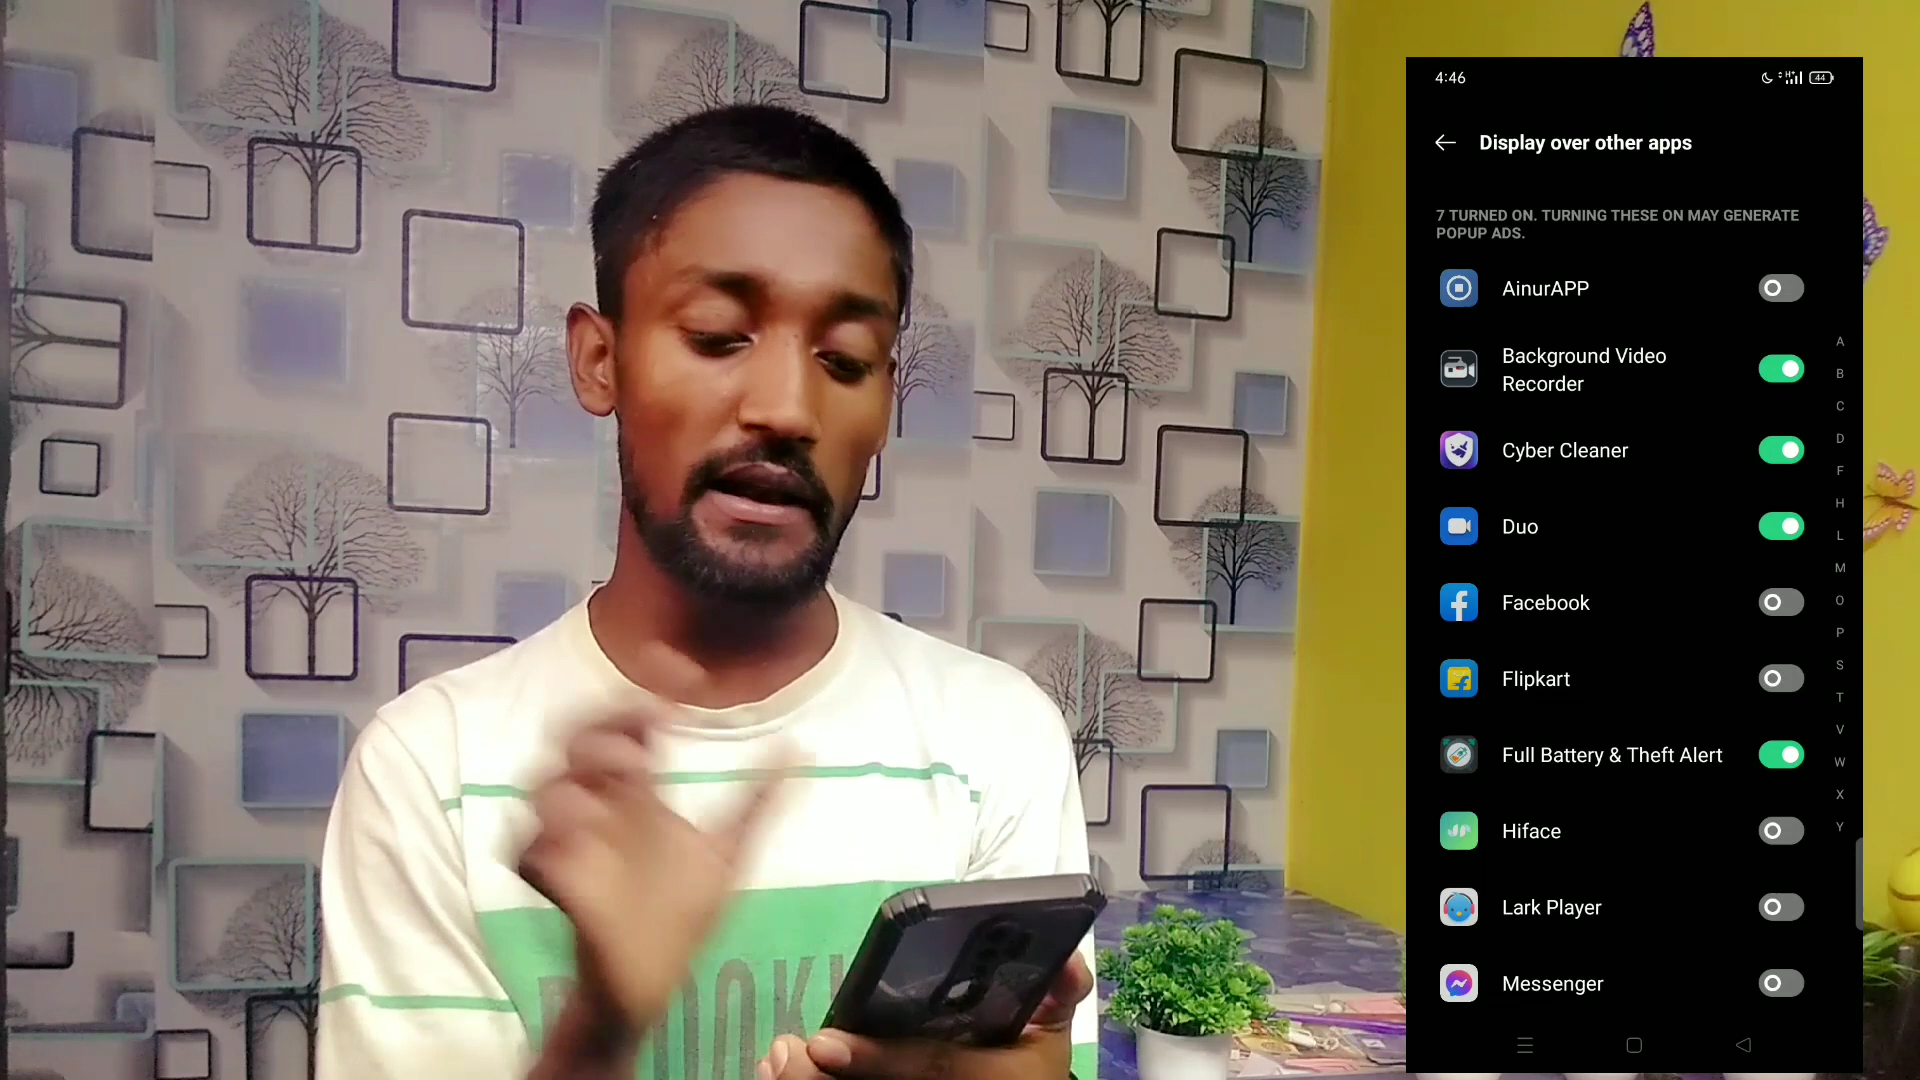 4:46
44
Display over other apps
7 TURNED ON. TURNING THESE ON MAY GENERATE
POPUP ADS.
AinurAPP
Background Video
Recorder
Cyber Cleaner
Duo
Facebook
Flipkart
Full Battery & Theft Alert
Hiface
Lark Player
Messenger
A
B
C
D
F
H
L
M
O
P
S
T
V
W
X
Y